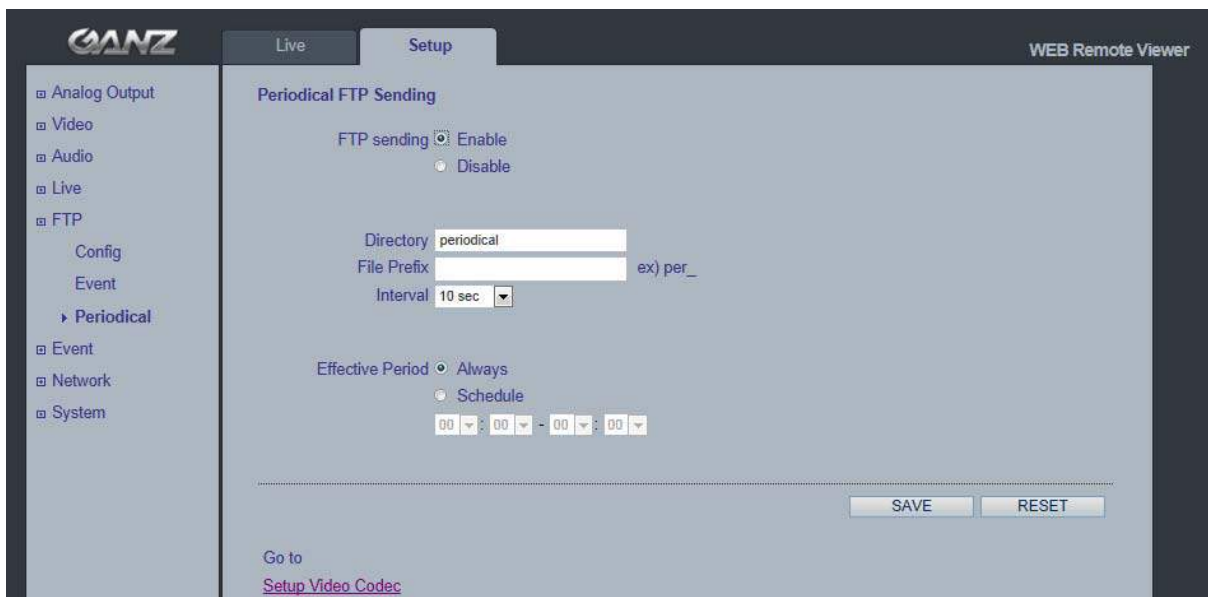 GANZ
Live
Setup
WEB Remote Viewer
Analog Output
Video
Audio
Live
FTP
Config
Event
Periodical
Event
Network
System
Periodical FTP Sending
FTP sending Enable
Disable
Directory periodical
File Prefix ex) per_
Interval 10 sec
Effective Period Always
Schedule
00 : 00 - 00 : 00
SAVE RESET
Go to
Setup Video Codec